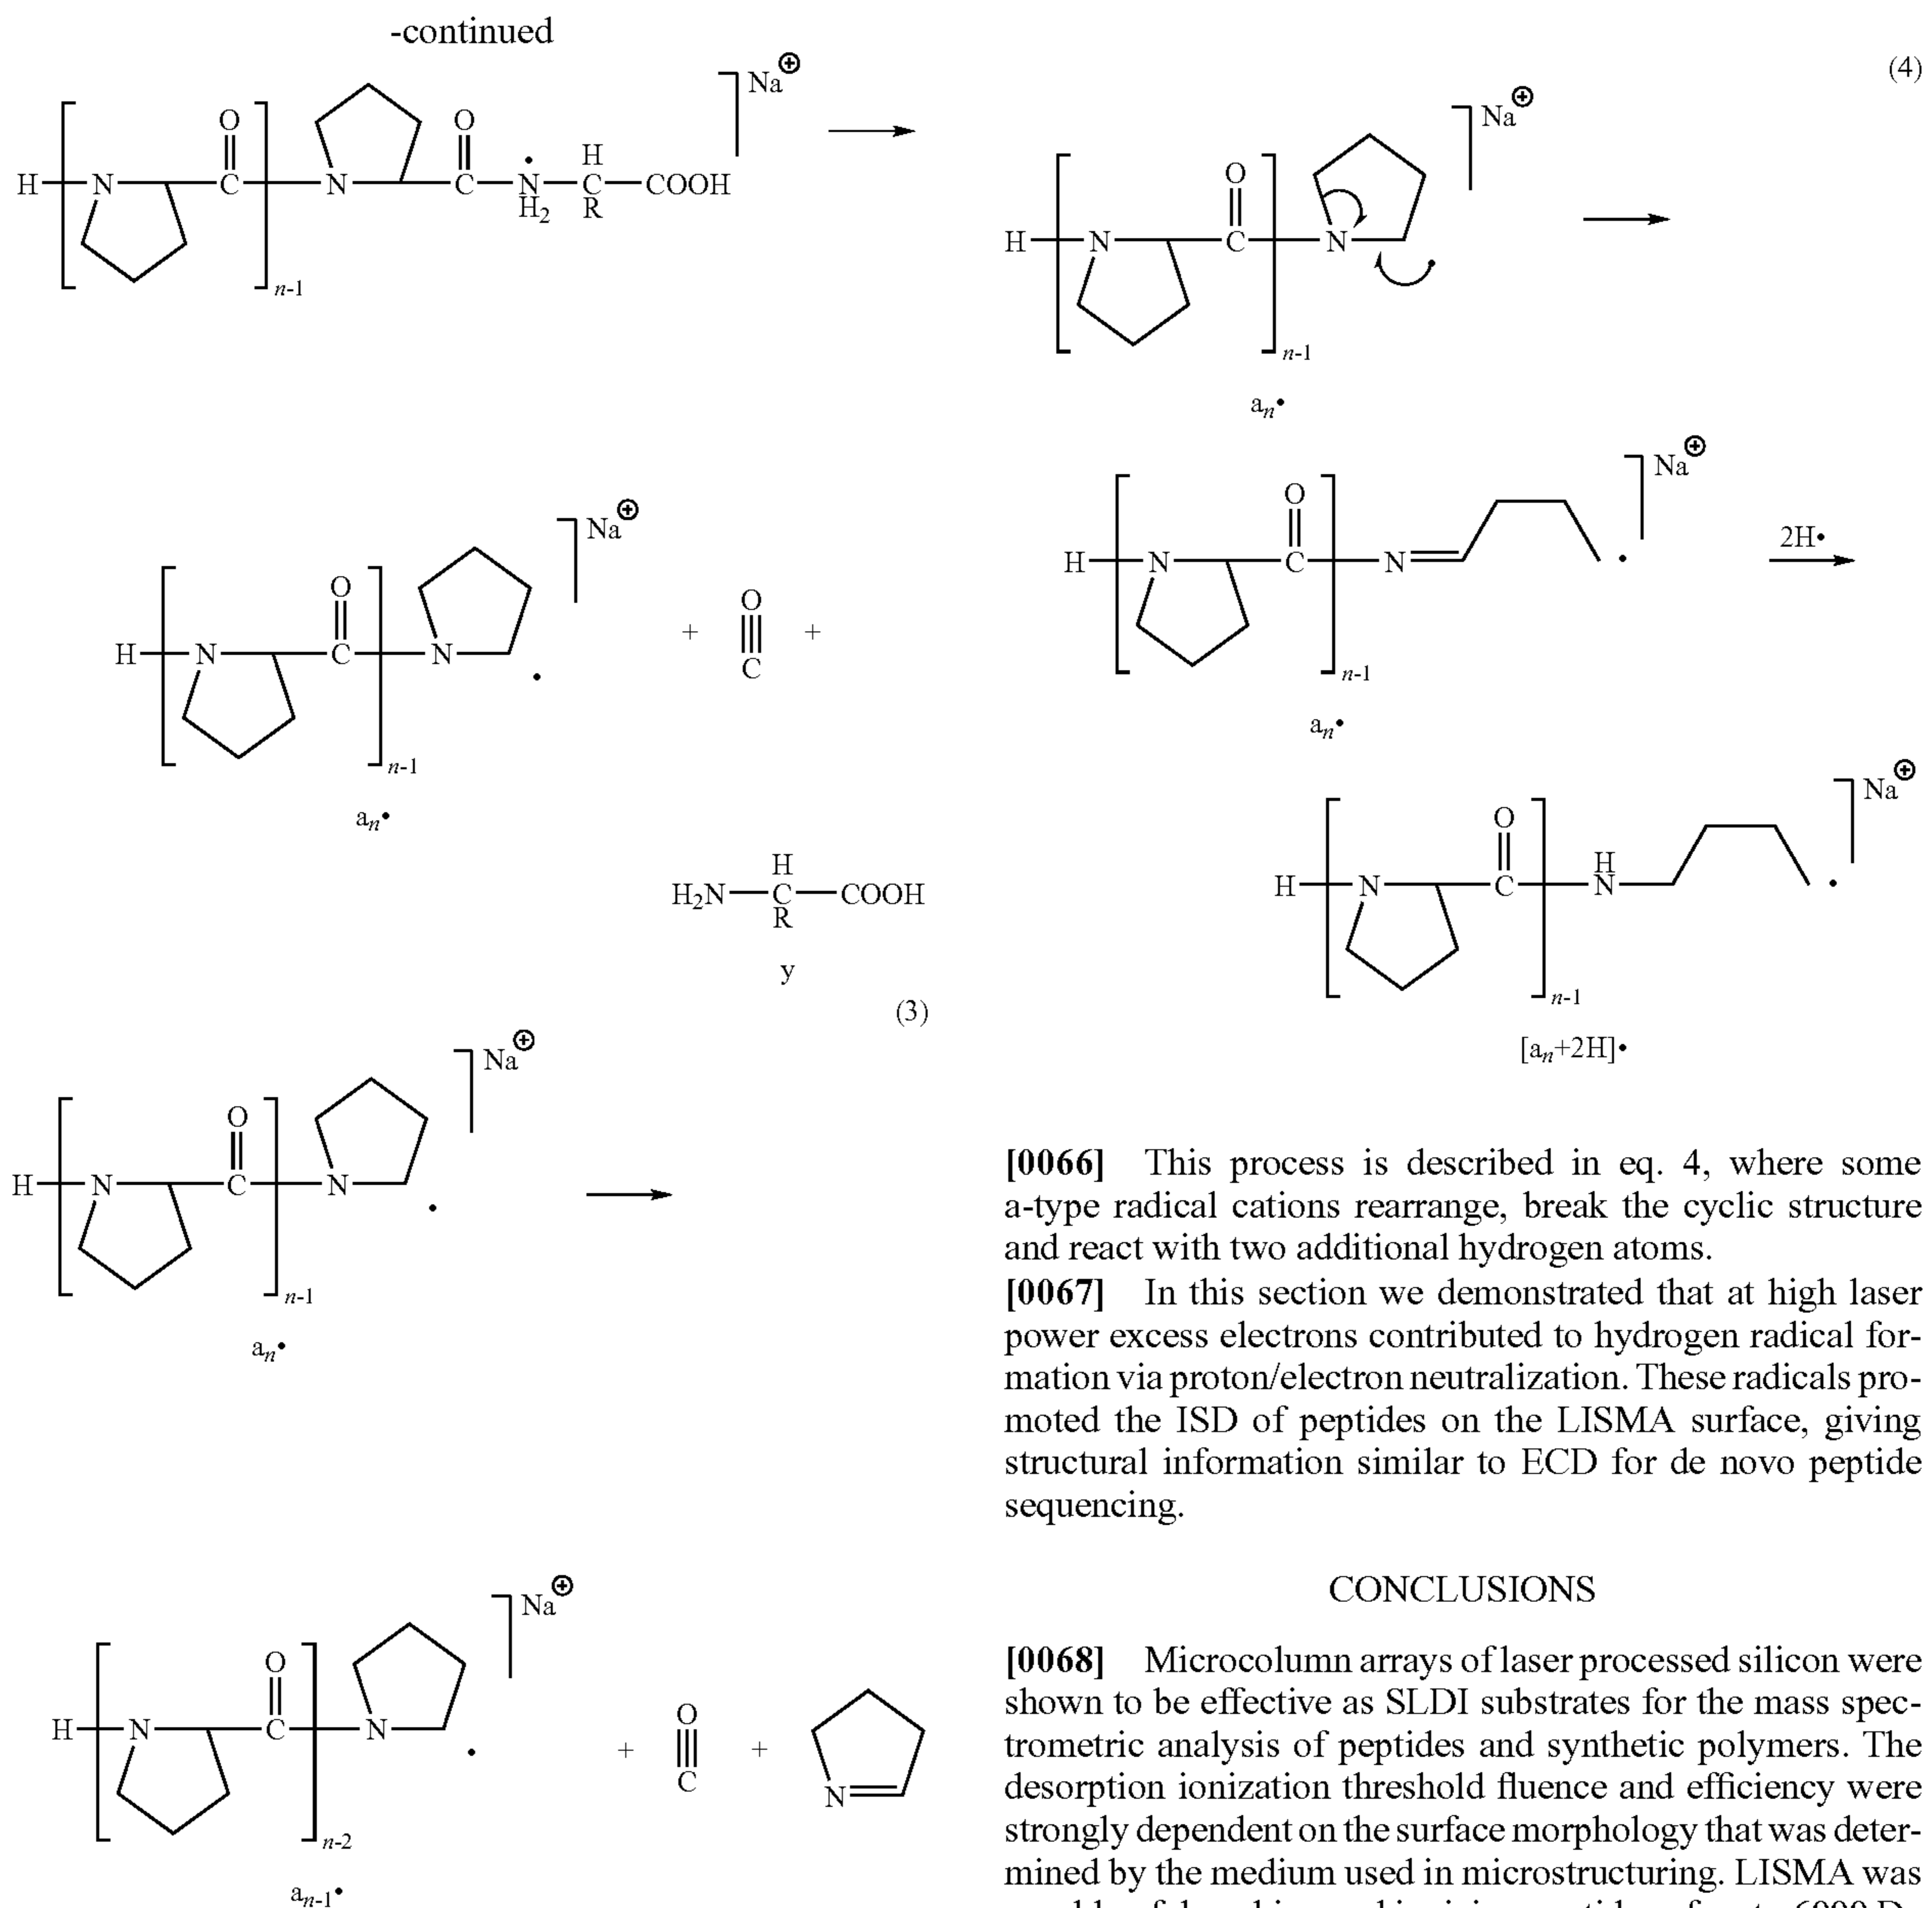 -continued
Na⊕
O
O
H
H
N
C
N
C
N
C
COOH
H2
R
n-1
Na⊕
O
O
H
N
C
N
+
C
+
n-1
an•
H
H2N
C
COOH
R
y
(3)
Na⊕
O
H
N
C
N
n-1
an•
Na⊕
O
O
H
N
C
N
+
C
+
N
n-2
an-1•
(4)
Na⊕
O
H
N
C
N
n-1
an•
Na⊕
O
2H•
H
N
C
N
n-1
an•
Na⊕
O
H
H
N
C
N
n-1
[an+2H]•
[0066] This process is described in eq. 4, where some
a-type radical cations rearrange, break the cyclic structure
and react with two additional hydrogen atoms.
[0067] In this section we demonstrated that at high laser
power excess electrons contributed to hydrogen radical for-
mation via proton/electron neutralization. These radicals pro-
moted the ISD of peptides on the LISMA surface, giving
structural information similar to ECD for de novo peptide
sequencing.
CONCLUSIONS
[0068] Microcolumn arrays of laser processed silicon were
shown to be effective as SLDI substrates for the mass spec-
trometric analysis of peptides and synthetic polymers. The
desorption ionization threshold fluence and efficiency were
strongly dependent on the surface morphology that was deter-
mined by the medium used in microstructuring. LISMA was